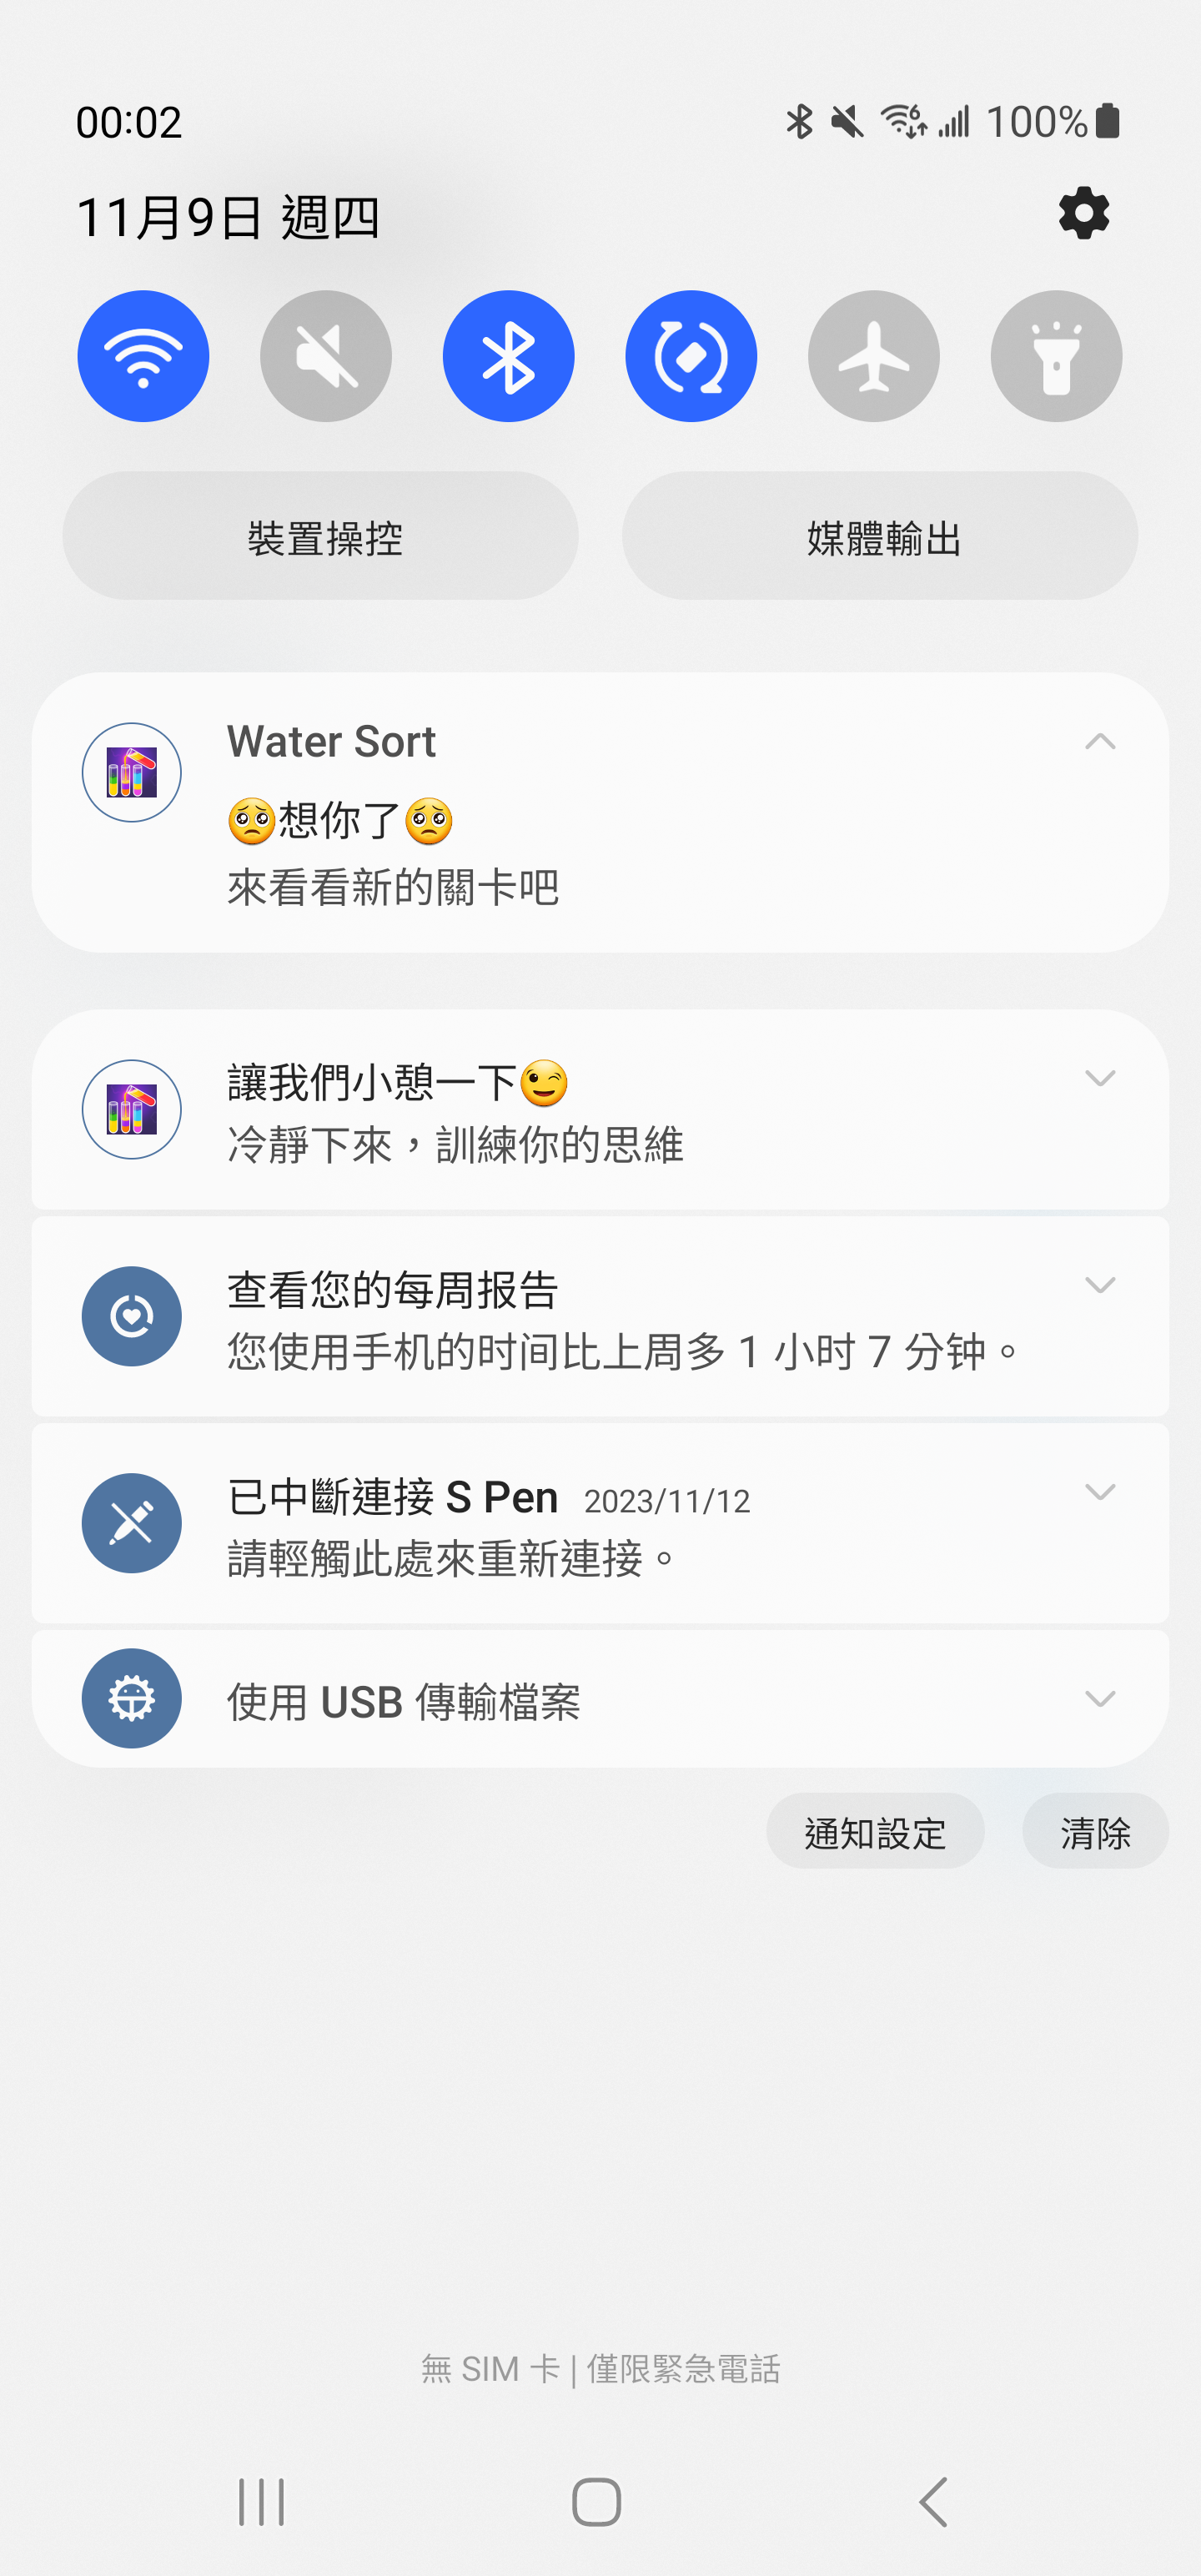 00:02
100%
11月9日 週四
裝置操控
媒體輸出
Water Sort
🥺想你了🥺
來看看新的關卡吧
讓我們小憩一下😉
冷靜下來，訓練你的思維
查看您的每周报告
您使用手机的时间比上周多 1 小时 7 分钟。
已中斷連接 S Pen 2023/11/12
請輕觸此處來重新連接。
使用 USB 傳輸檔案
通知設定
清除
無 SIM 卡 | 僅限緊急電話